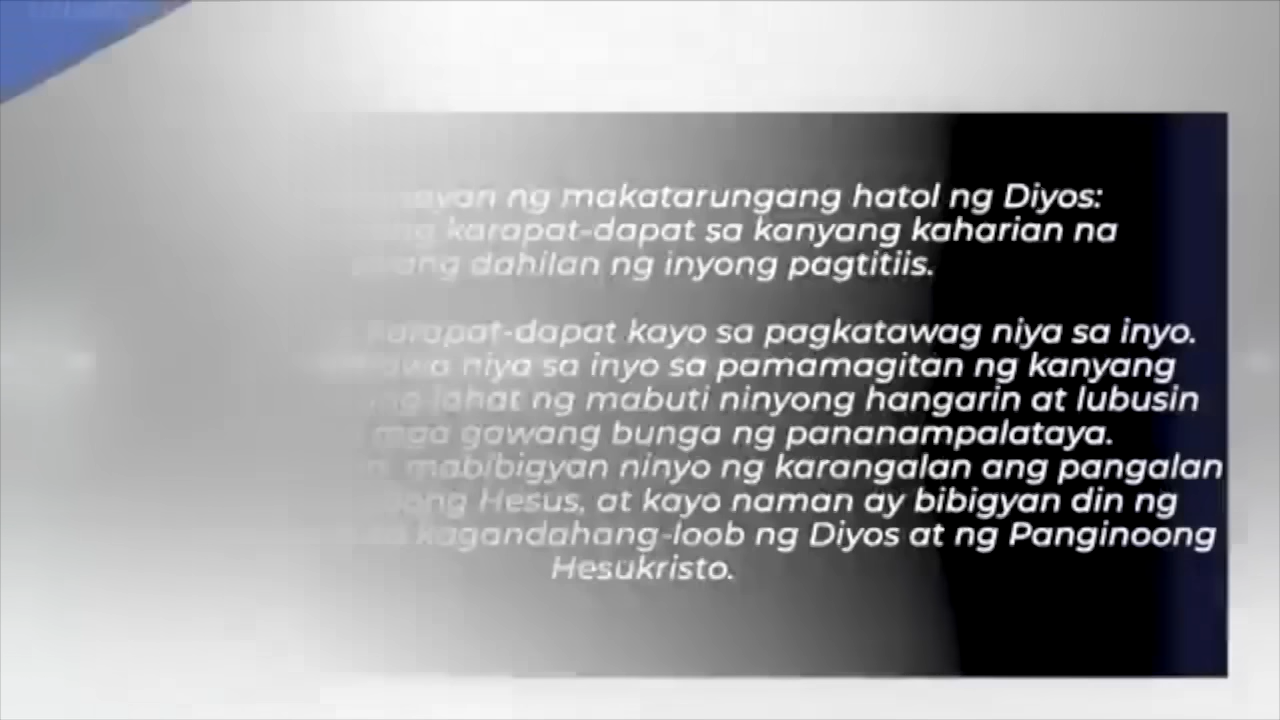 ng makatarungang hatol ng Diyos:
karapat-dapat sa kanyang kaharian na
dahilan ng inyong pagtitiis.
karapat-dapat kayo sa pagkatawag niya sa inyo.
niya sa inyo sa pamamagitan ng kanyang
lahat ng mabuti ninyong hangarin at lubusin
mga gawang bunga ng pananampalataya.
mabibigyan ninyo ng karangalan ang pangalan
Hesus, at kayo naman ay bibigyan din ng
kagandahang-loob ng Diyos at ng Panginoong
Hesukristo.